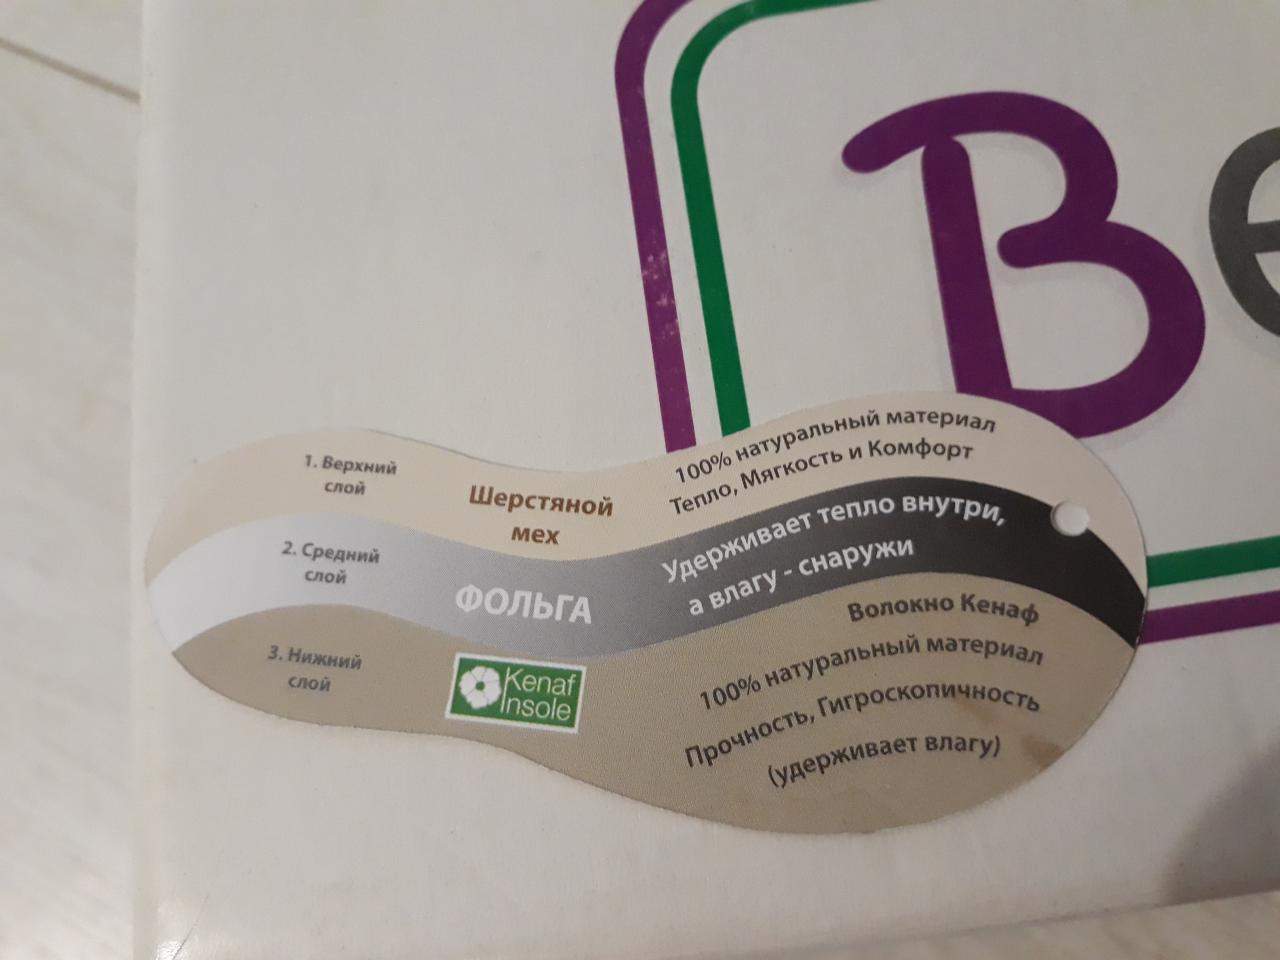 Be
1. Верхний
слой
Шерстяной
мех
100% натуральный материал
Тепло, Мягкость и Комфорт
2. Средний
слой
ФОЛЬГА
Удерживает тепло внутри,
а влагу - снаружи
3. Нижний
слой
Kenaf
Insole
Волокно Кенаф
100% натуральный материал
Прочность, Гигроскопичность
(удерживает влагу)